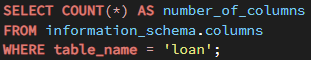 SELECT COUNT(*) AS number_of_columns
FROM information_schema.columns
WHERE table_name = 'loan';